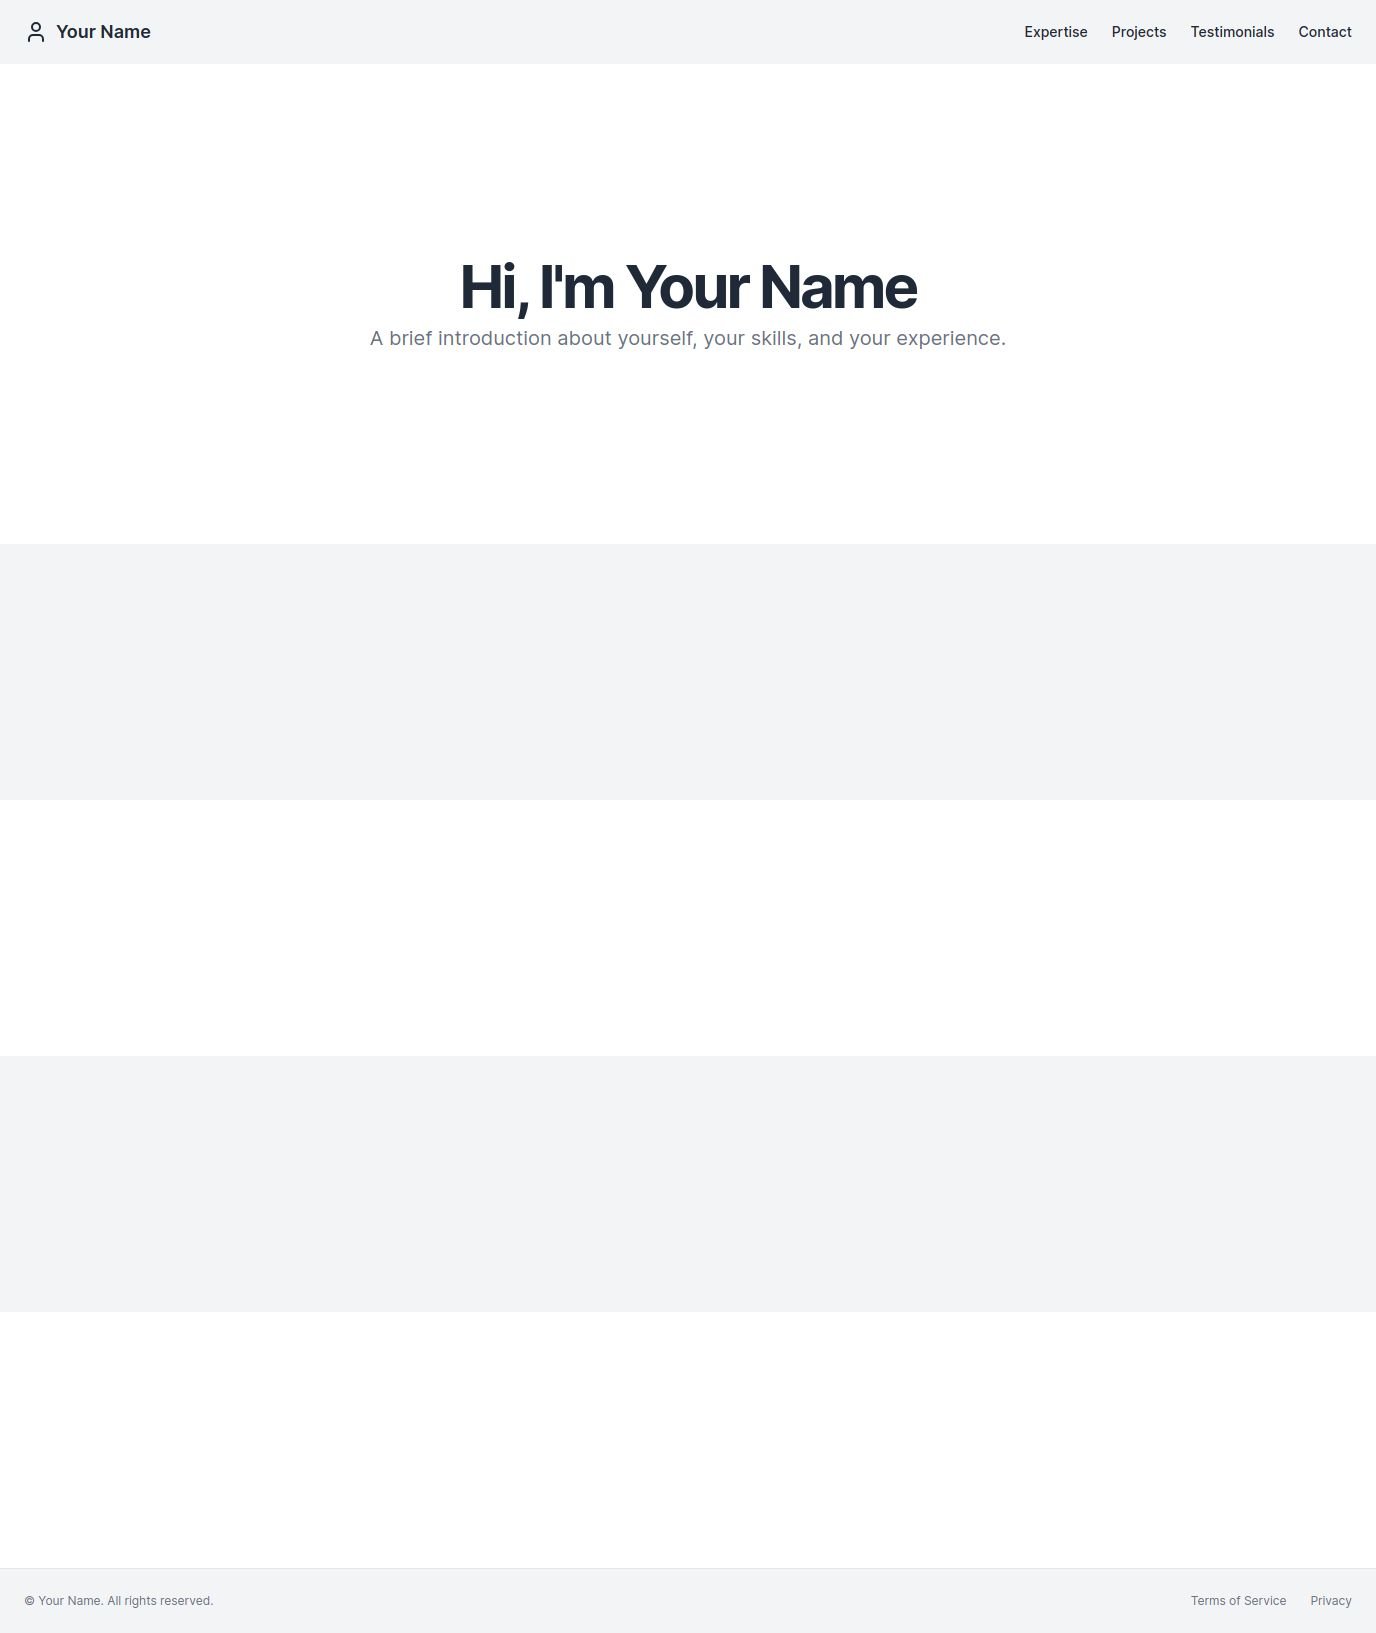 Your Name
Expertise Projects Testimonials Contact
Hi, I'm Your Name
A brief introduction about yourself, your skills, and your experience.
© Your Name. All rights reserved.
Terms of Service Privacy